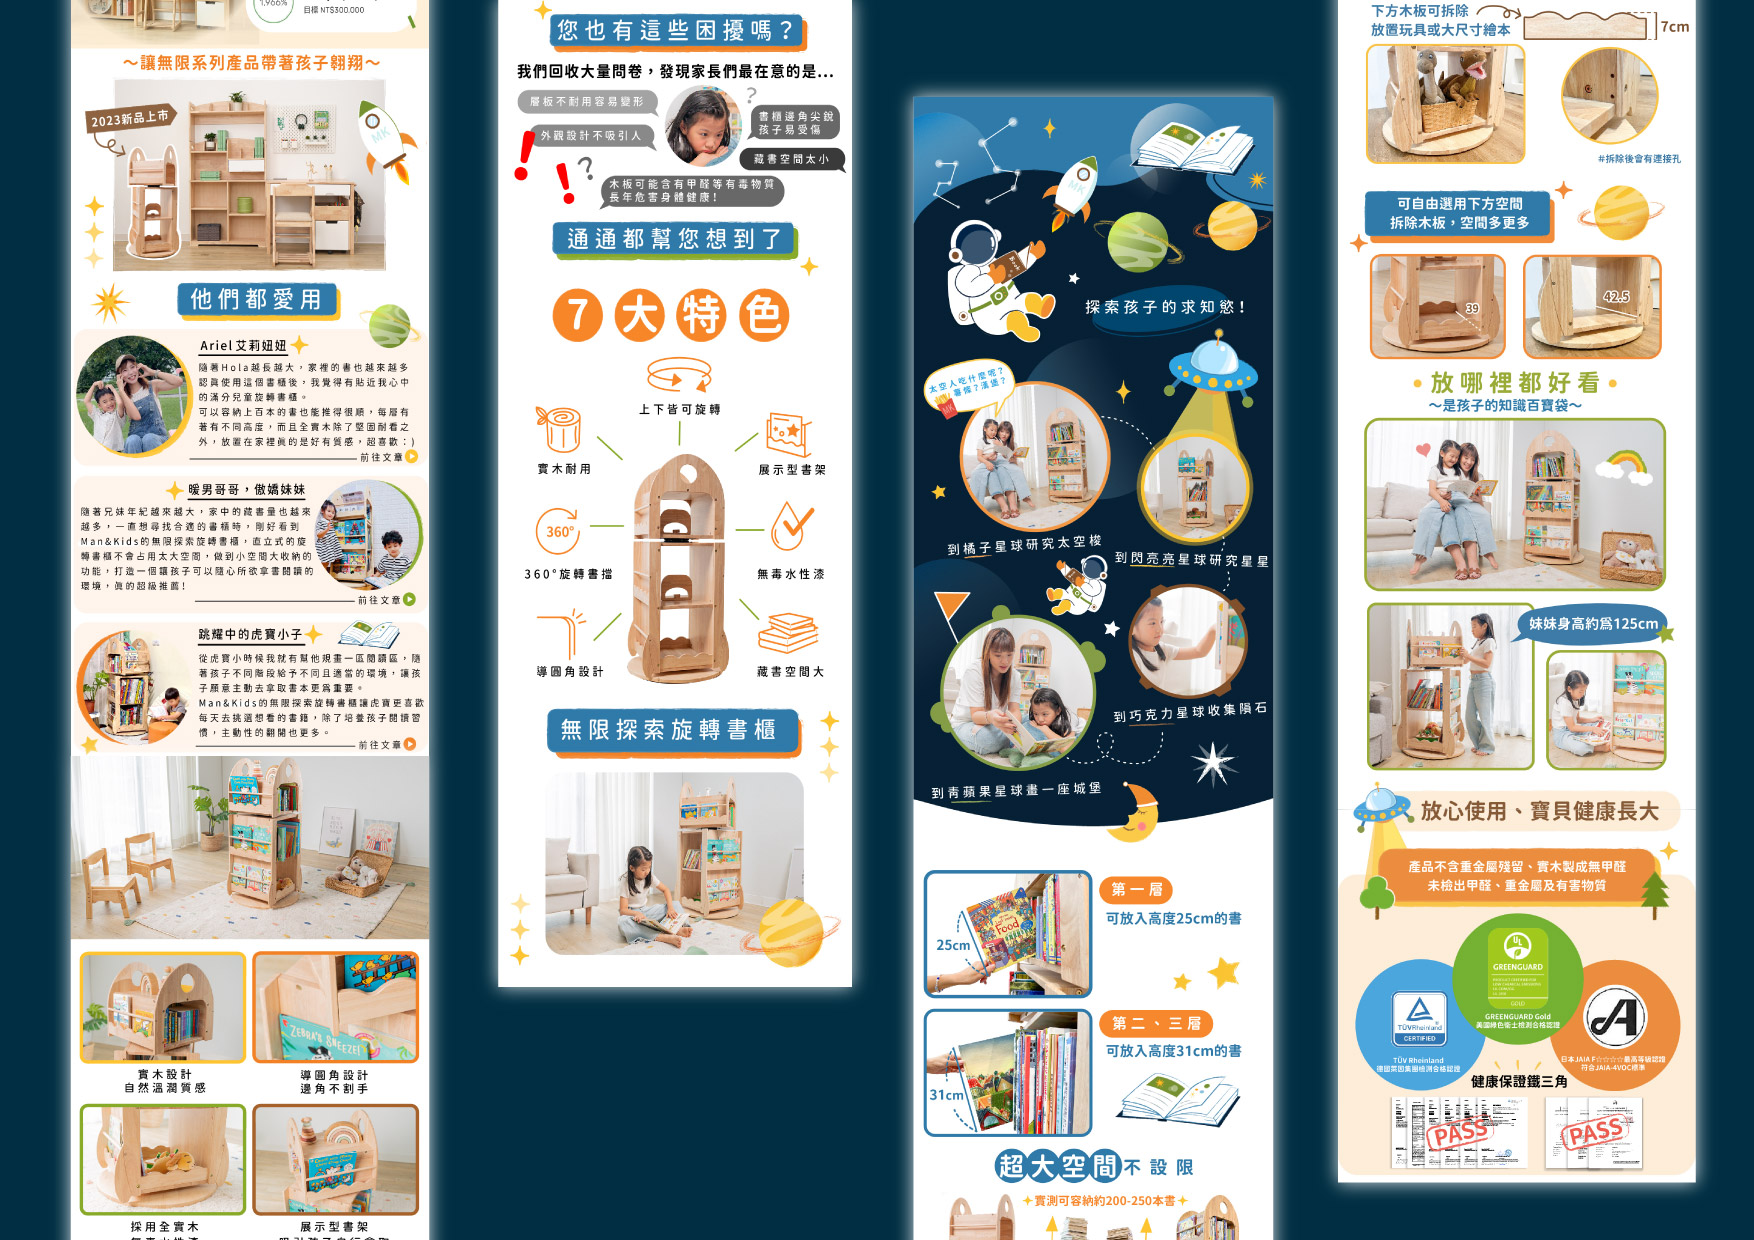 1,966%
目標 NT$300,000
～讓無限系列產品帶著孩子翱翔～
2023新品上市
MK
他們都愛用
Ariel艾莉妞妞
隨著Hola越長越大，家裡的書也越來越多
認真使用這個書櫃後，我覺得有貼近我心中
的滿分兒童旋轉書櫃。
可以容納上百本的書也能推得很順，每層有
著有不同高度，而且全實木除了堅固耐看之
外，放置在家裡真的是好有質感，超喜歡：)
前往文章
暖男哥哥，傲嬌妹妹
隨著兄妹年紀越來越大，家中的藏書量也越來
越多，一直想尋找合適的書櫃時，剛好看到
Man&Kids的無限探索旋轉書櫃，直立式的旋
轉書櫃不會占用太大空間，做到小空間大收納的
功能，打造一個讓孩子可以隨心所欲拿書閱讀的
環境，真的超級推薦!
前往文章
跳耀中的虎寶小子
從虎寶小時候我就有幫他規畫一區閱讀區，隨
著孩子不同階段給予不同且適當的環境，讓孩
子願意主動去拿取書本更為重要。
Man&Kids的無限探索旋轉書櫃讓虎寶更喜歡
每天去挑選想看的書籍，除了培養孩子閱讀習
慣，主動性的翻閱也更多。
前往文章
ZEBRA'S SNEEZE!
實木設計
自然溫潤質感
導圓角設計
邊角不割手
採用全實木
展示型書架
您也有這些困擾嗎？
我們回收大量問卷，發現家長們最在意的是...
層板不耐用容易變形
外觀設計不吸引人
書櫃邊角尖銳
孩子易受傷
藏書空間太小
木板可能含有甲醛等有毒物質
長年危害身體健康!
通通都幫您想到了
7大特色
上下皆可旋轉
實木耐用
展示型書架
360°
360°旋轉書擋
無毒水性漆
導圓角設計
藏書空間大
無限探索旋轉書櫃
MK
Book
探索孩子的求知慾!
太空人吃什麼呢?
薯條?漢堡?
MK
到橘子星球研究太空梭
到閃亮亮星球研究星星
到巧克力星球收集隕石
到青蘋果星球畫一座城堡
第一層
可放入高度25cm的書
25cm
Food
第二、三層
可放入高度31cm的書
31cm
超大空間不設限
實測可容納約200-250本書
下方木板可拆除
放置玩具或大尺寸繪本
7cm
#拆除後會有連接孔
可自由選用下方空間
拆除木板，空間多更多
39
42.5
•放哪裡都好看•
～是孩子的知識百寶袋～
妹妹身高約為125cm
放心使用、寶貝健康長大
產品不含重金屬殘留、實木製成無甲醛
未檢出甲醛、重金屬及有害物質
UL
GREENGUARD
GOLD
GREENGUARD Gold
美國綠色衛士檢測合格認證
TÜVRheinland
CERTIFIED
TÜV Rheinland
德國萊因集團檢測合格認證
日本JAIA F☆☆☆☆最高等級認證
符合JAIA-4VOC標準
健康保證鐵三角
PASS
PASS